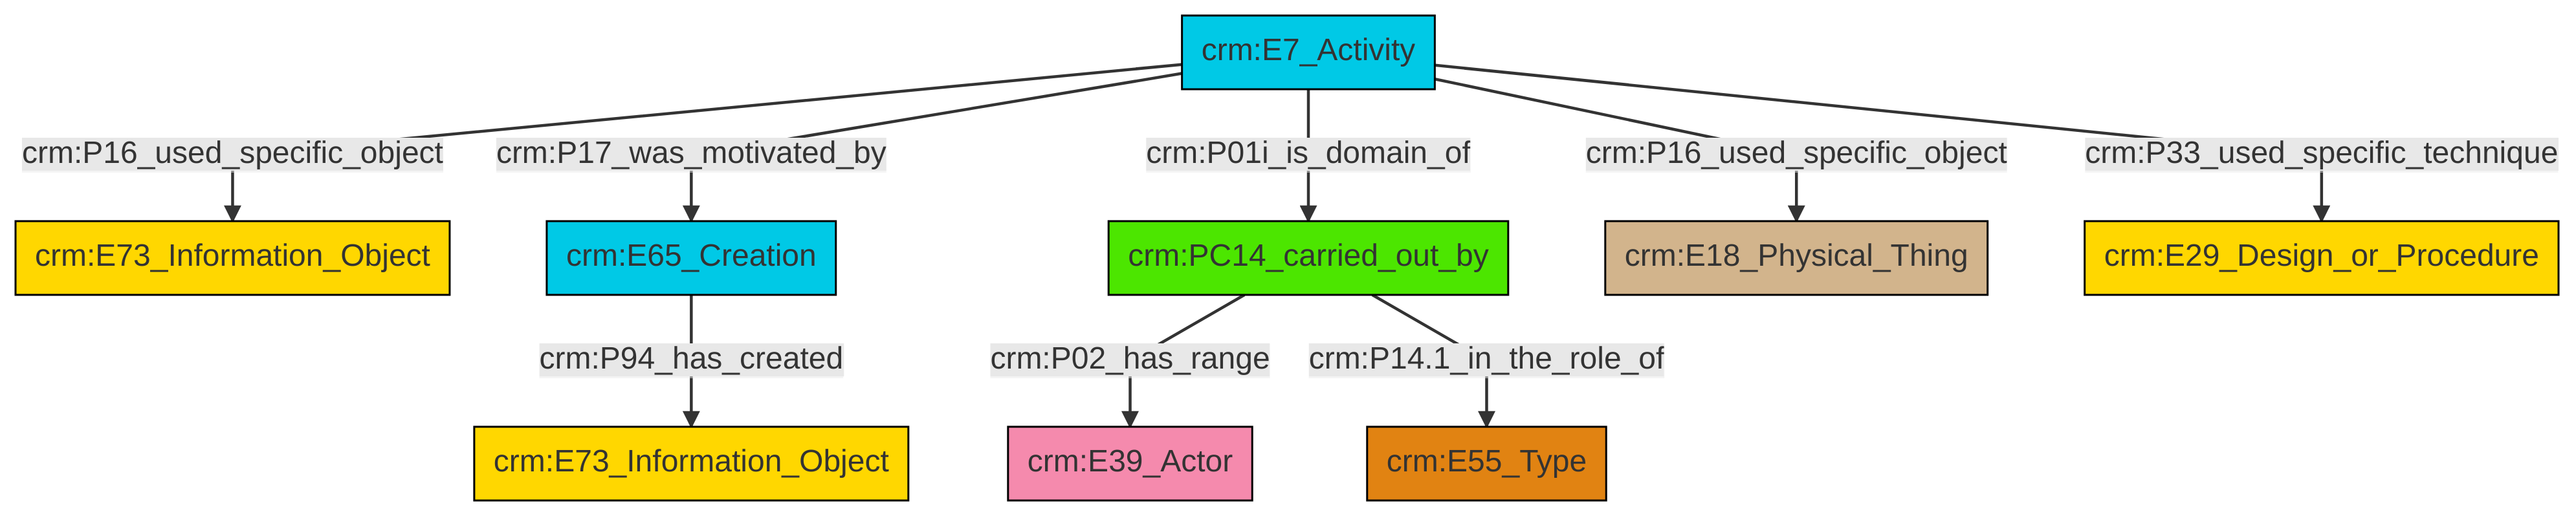 crm:E7_Activity
crm:P16_used_specific_object
crm:P17_was_motivated_by
crm:P01i_is_domain_of
crm:P16_used_specific_object
crm:P33_used_specific_technique
crm:E73_Information_Object
crm:E65_Creation
crm:PC14_carried_out_by
crm:E18_Physical_Thing
crm:E29_Design_or_Procedure
crm:P94_has_created
crm:P02_has_range
crm:P14.1_in_the_role_of
crm:E73_Information_Object
crm:E39_Actor
crm:E55_Type